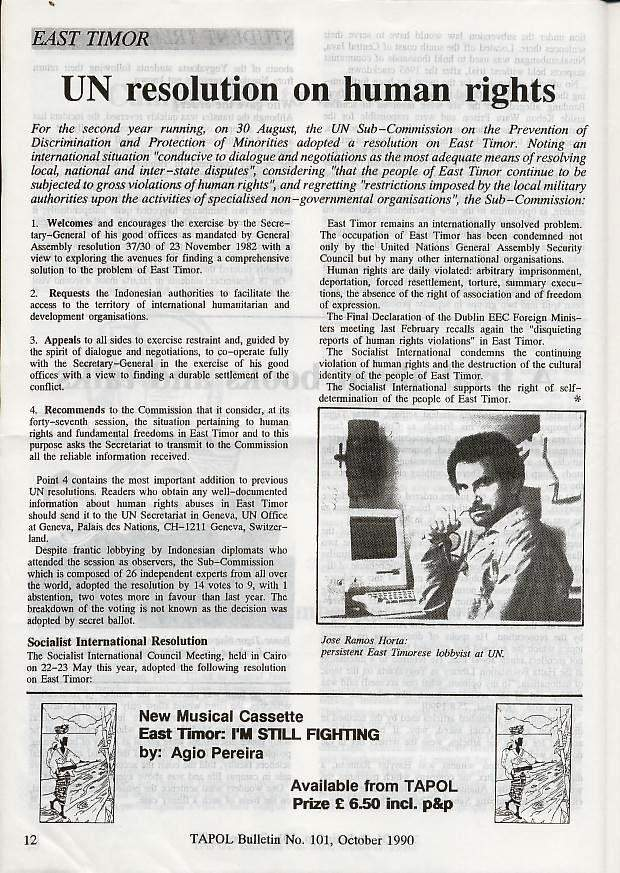 EAST TIMOR
UN resolution on human rights
For the second year running, on 30 August, the UN Sub-Commission on the Prevention of
Discrimination and Protection of Minorities adopted a resolution on East Timor. Noting an
international situation "conducive to dialogue and negotiations as the most adequate means of resolving
local, national and inter-state disputes", considering "that the people of East Timor continue to be
subjected to gross violations of human rights", and regretting "restrictions imposed by the local military
authorities upon the activities of specialised non-governmental organisations", the Sub-Commission:
1. Welcomes and encourages the exercise by the Secre-
tary-General of his good offices as mandated by General
Assembly resolution 37/30 of 23 November 1982 with a
view to exploring the avenues for finding a comprehensive
solution to the problem of East Timor.
2. Requests the Indonesian authorities to facilitate the
access to the territory of international humanitarian and
development organisations.
3. Appeals to all sides to exercise restraint and, guided by
the spirit of dialogue and negotiations, to co-operate fully
with the Secretary-General in the exercise of his good
offices with a view to finding a durable settlement of the
conflict.
4. Recommends to the Commission that it consider, at its
forty-seventh session, the situation pertaining to human
rights and fundamental freedoms in East Timor and to this
purpose asks the Secretariat to transmit to the Commission
all the reliable information received.
Point 4 contains the most important addition to previous
UN resolutions. Readers who obtain any well-documented
information about human rights abuses in East Timor
should send it to the UN Secretariat in Geneva, UN Office
at Geneva, Palais des Nations, CH-1211 Geneva, Switzer-
land.
Despite frantic lobbying by Indonesian diplomats who
attended the session as observers, the Sub-Commission
which is composed of 26 independent experts from all over
the world, adopted the resolution by 14 votes to 9, with 1
abstention, two votes more in favour than last year. The
breakdown of the voting is not known as the decision was
adopted by secret ballot.
Socialist International Resolution
The Socialist International Council Meeting, held in Cairo
on 22-23 May this year, adopted the following resolution
on East Timor:
East Timor remains an internationally unsolved problem.
The occupation of East Timor has been condemned not
only by the United Nations General Assembly Security
Council but by many other international organisations.
Human rights are daily violated: arbitrary imprisonment,
deportation, forced resettlement, torture, summary execu-
tions, the absence of the right of association and of freedom
of expression.
The Final Declaration of the Dublin EEC Foreign Minis-
ters meeting last February recalls again the "disquieting
reports of human rights violations" in East Timor.
The Socialist International condemns the continuing
violation of human rights and the destruction of the cultural
identity of the people of East Timor.
The Socialist International supports the right of self-
determination of the people of East Timor. *
Jose Ramos Horta:
persistent East Timorese lobbyist at UN.
New Musical Cassette
East Timor: I'M STILL FIGHTING
by: Agio Pereira
Available from TAPOL
Prize £ 6.50 incl. p&p
12
TAPOL Bulletin No. 101, October 1990